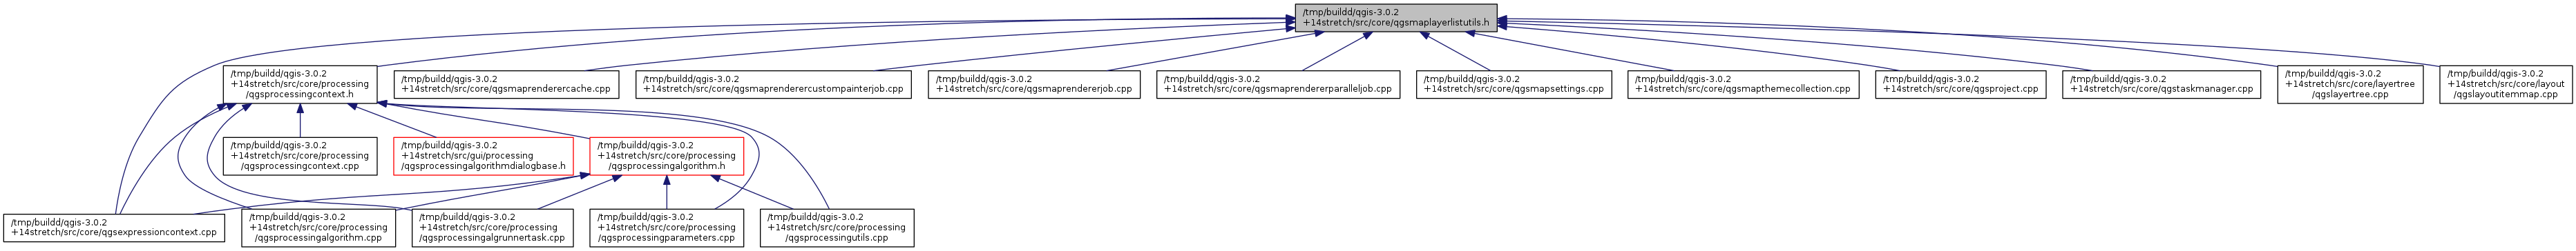 /tmp/buildd/qgis-3.0.2
+14stretch/src/core/qgsmaplayerlistutils.h
/tmp/buildd/qgis-3.0.2
+14stretch/src/core/processing
/qgsprocessingcontext.h
/tmp/buildd/qgis-3.0.2
+14stretch/src/core/qgsmaprenderercache.cpp
/tmp/buildd/qgis-3.0.2
+14stretch/src/core/qgsmaprenderercustompainterjob.cpp
/tmp/buildd/qgis-3.0.2
+14stretch/src/core/qgsmaprendererjob.cpp
/tmp/buildd/qgis-3.0.2
+14stretch/src/core/qgsmaprendererparalleljob.cpp
/tmp/buildd/qgis-3.0.2
+14stretch/src/core/qgsmapsettings.cpp
/tmp/buildd/qgis-3.0.2
+14stretch/src/core/qgsmapthemecollection.cpp
/tmp/buildd/qgis-3.0.2
+14stretch/src/core/qgsproject.cpp
/tmp/buildd/qgis-3.0.2
+14stretch/src/core/qgstaskmanager.cpp
/tmp/buildd/qgis-3.0.2
+14stretch/src/core/layertree
/qgslayertree.cpp
/tmp/buildd/qgis-3.0.2
+14stretch/src/core/layout
/qgslayoutitemmap.cpp
/tmp/buildd/qgis-3.0.2
+14stretch/src/core/processing
/qgsprocessingcontext.cpp
/tmp/buildd/qgis-3.0.2
+14stretch/src/gui/processing
/qgsprocessingalgorithmdialogbase.h
/tmp/buildd/qgis-3.0.2
+14stretch/src/core/processing
/qgsprocessingalgorithm.h
/tmp/buildd/qgis-3.0.2
+14stretch/src/core/qgsexpressioncontext.cpp
/tmp/buildd/qgis-3.0.2
+14stretch/src/core/processing
/qgsprocessingalgorithm.cpp
/tmp/buildd/qgis-3.0.2
+14stretch/src/core/processing
/qgsprocessingalgrunnertask.cpp
/tmp/buildd/qgis-3.0.2
+14stretch/src/core/processing
/qgsprocessingparameters.cpp
/tmp/buildd/qgis-3.0.2
+14stretch/src/core/processing
/qgsprocessingutils.cpp